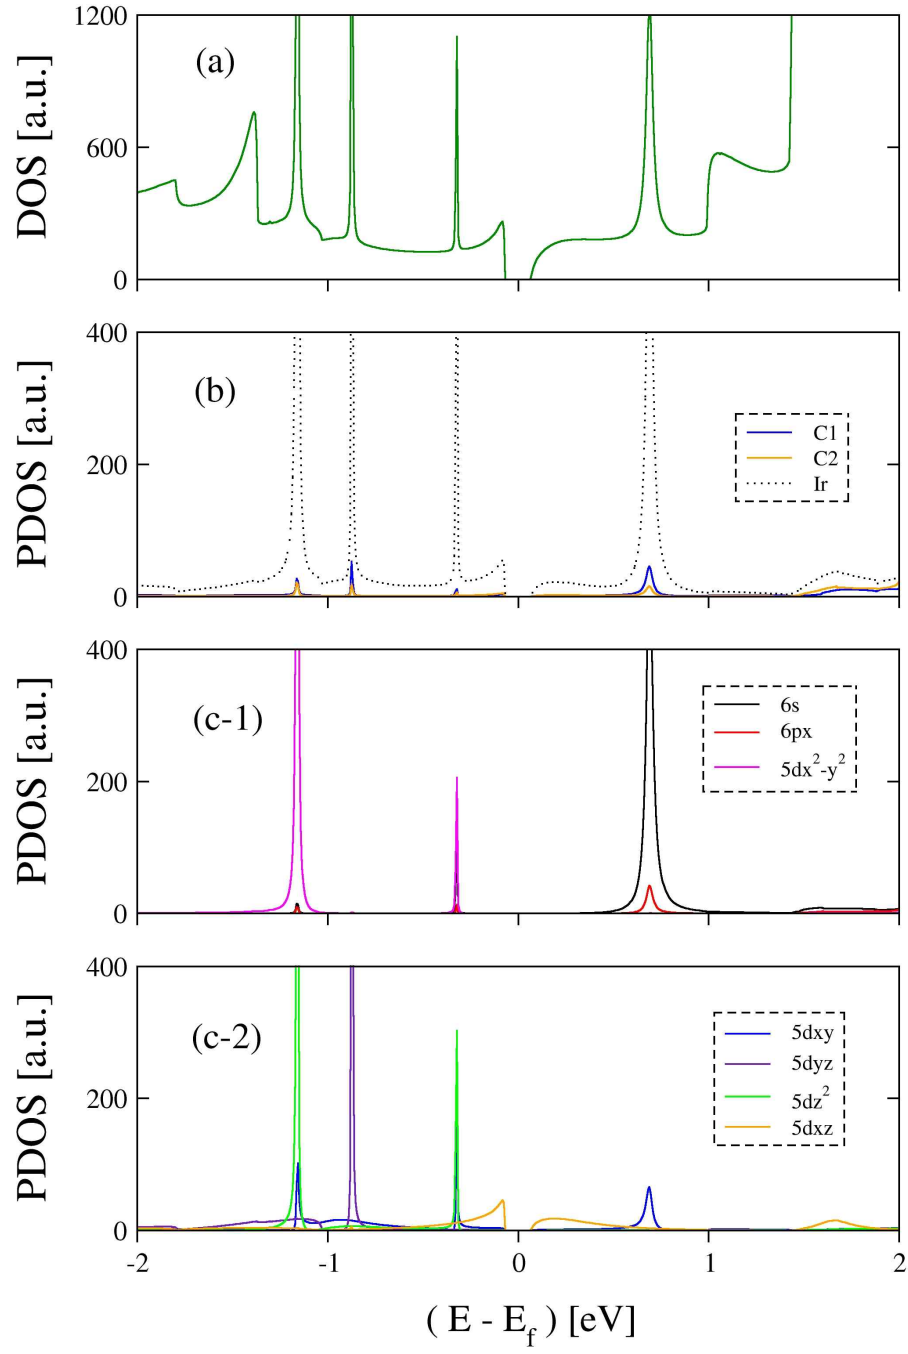 1200
(a)
DOS [a.u.]
600
0
400
(b)
PDOS [a.u.]
C1
C2
Ir
200
0
400
(c-1)
PDOS [a.u.]
6s
6px
5dx²-y²
200
0
400
(c-2)
PDOS [a.u.]
5dxy
5dyz
5dz²
5dxz
200
0
-2 -1 0 1 2
( E - E_f ) [eV]